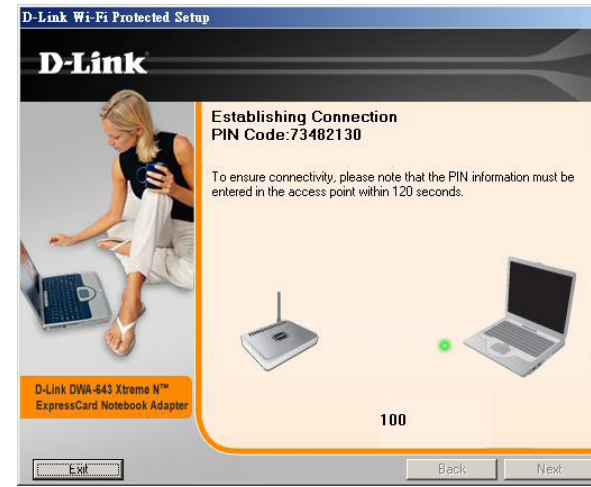 D-Link Wi-Fi Protected Setup
D-Link
Establishing Connection
PIN Code:73482130
To ensure connectivity, please note that the PIN information must be
entered in the access point within 120 seconds.
D-Link DWA-643 Xtreme N™
ExpressCard Notebook Adapter
100
Exit
Back
Next